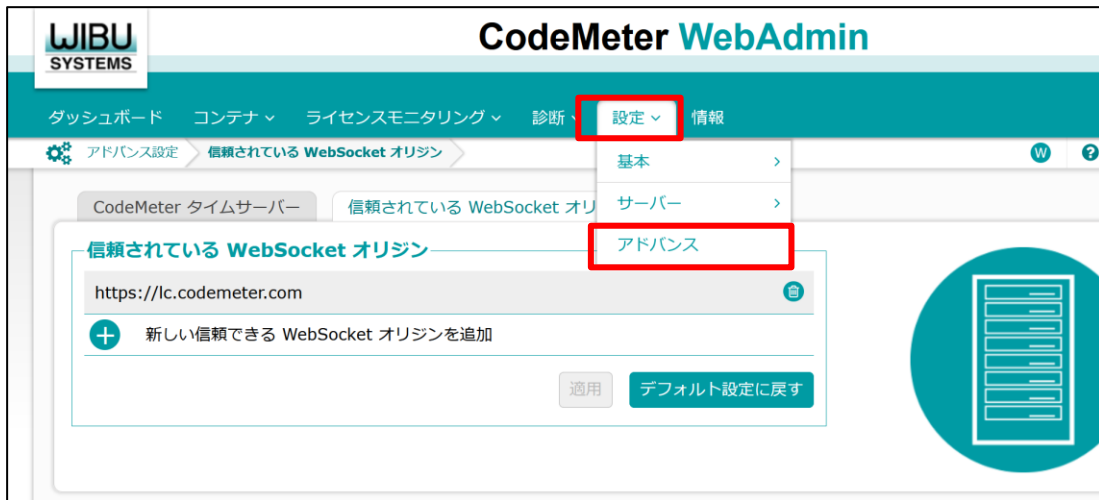 WIBU
SYSTEMS
CodeMeter WebAdmin
ダッシュボード コンテナ ライセンスモニタリング 診断 設定 情報
アドバンス設定 信頼されている WebSocket オリジン
W ?
基本
サーバー
アドバンス
CodeMeter タイムサーバー 信頼されている WebSocket オリ
信頼されている WebSocket オリジン
https://lc.codemeter.com
新しい信頼できる WebSocket オリジンを追加
適用 デフォルト設定に戻す